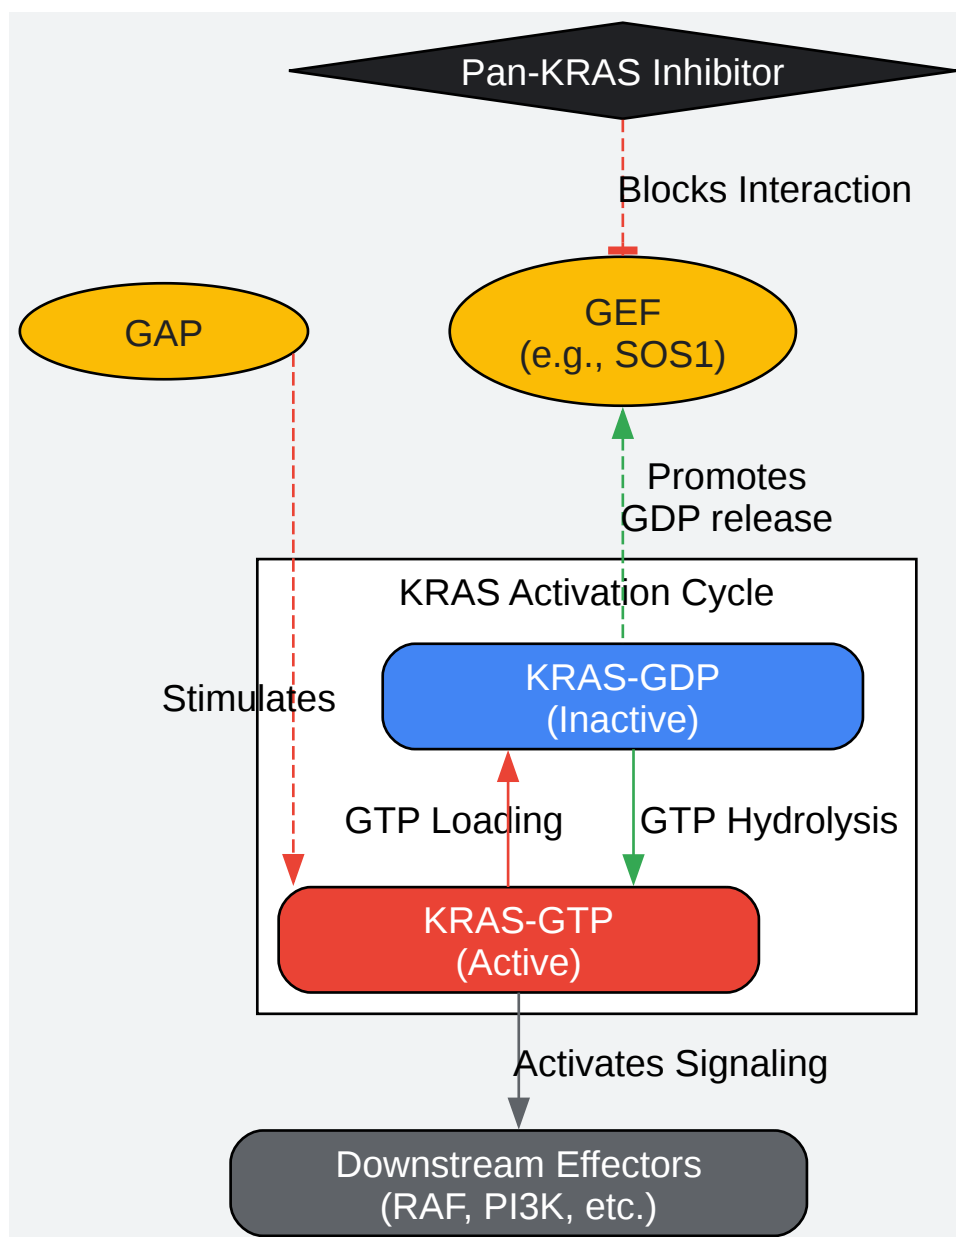 Pan-KRAS Inhibitor
Blocks Interaction
GAP
GEF
(e.g., SOS1)
Promotes
GDP release
KRAS Activation Cycle
KRAS-GDP
(Inactive)
Stimulates
GTP Loading
GTP Hydrolysis
KRAS-GTP
(Active)
Activates Signaling
Downstream Effectors
(RAF, PI3K, etc.)